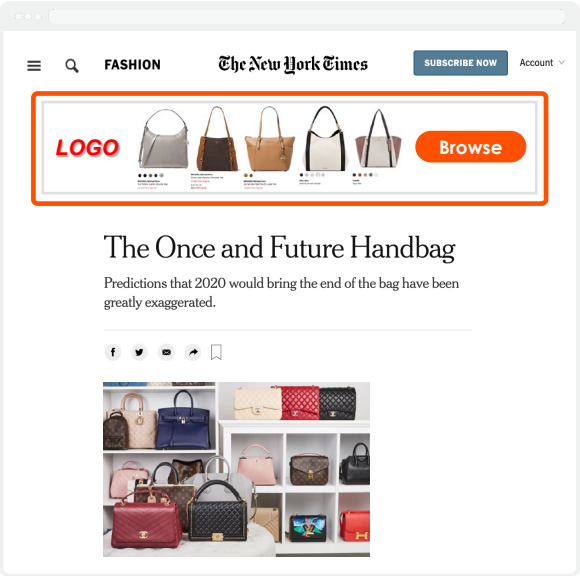 FASHION
The New York Times
SUBSCRIBE NOW
Account
LOGO
Browse
The Once and Future Handbag
Predictions that 2020 would bring the end of the bag have been
greatly exaggerated.